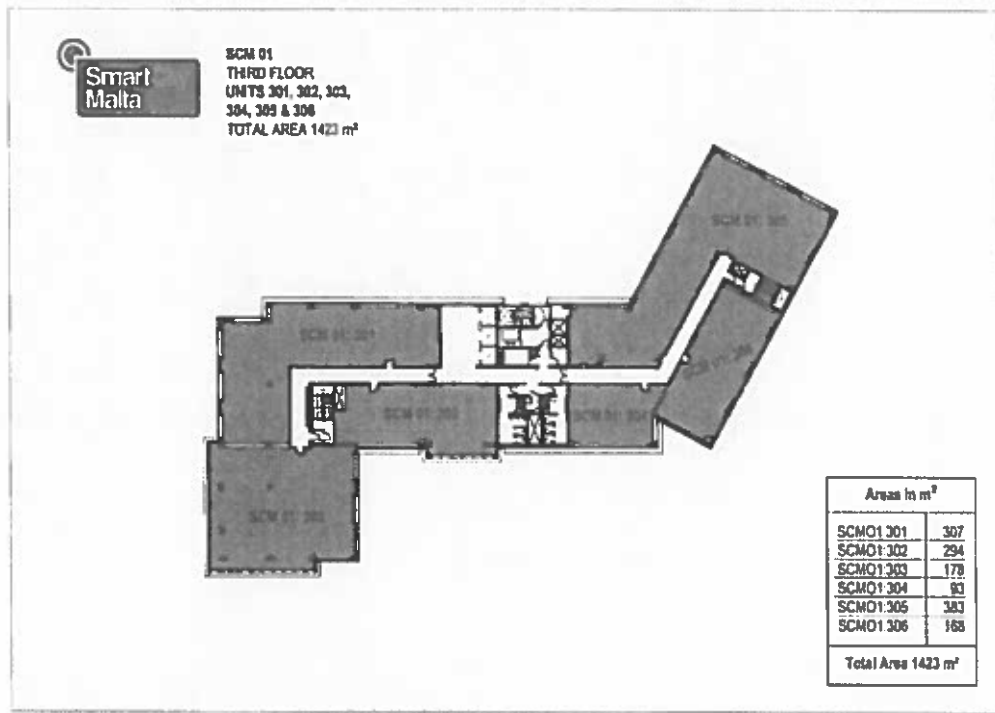 Smart
Malta
SCM 01
THIRD FLOOR
UNITS 301, 302, 303,
304, 305 & 306
TOTAL AREA 1423 m²
SCM 01: 305
SCM 01: 301
SCM 01: 306
SCM 01: 303
SCM 01: 304
SCM 01: 302
Areas in m²
SCMO1:301 307
SCMO1:302 294
SCMO1:303 178
SCMO1:304 93
SCMO1:305 383
SCMO1:306 168
Total Area 1423 m²